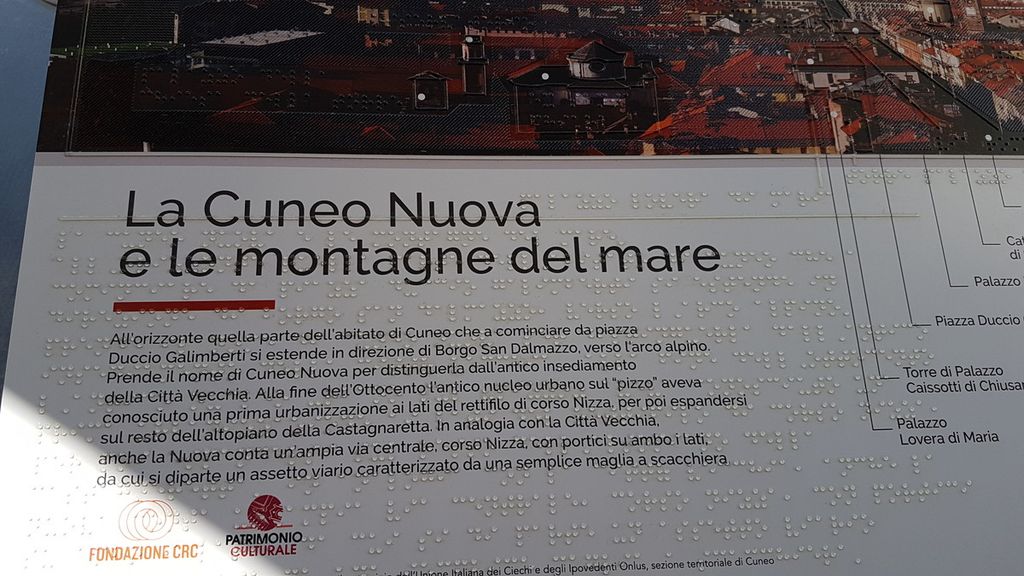 La Cuneo Nuova
e le montagne del mare
All'orizzonte quella parte dell'abitato di Cuneo che a cominciare da piazza
Duccio Galimberti si estende in direzione di Borgo San Dalmazzo, verso l'arco alpino.
Prende il nome di Cuneo Nuova per distinguerla dall'antico insediamento
della Città Vecchia. Alla fine dell'Ottocento l'antico nucleo urbano sul "pizzo" aveva
conosciuto una prima urbanizzazione ai lati del rettifilo di corso Nizza, per poi espandersi
sul resto dell'altopiano della Castagnaretta. In analogia con la Città Vecchia,
anche la Nuova conta un'ampia via centrale, corso Nizza, con portici su ambo i lati,
da cui si diparte un assetto viario caratterizzato da una semplice maglia a scacchiera
di
Palazzo
Piazza Duccio
Torre di Palazzo
Caissotti di Chiusa
Palazzo
Lovera di Maria
FONDAZIONE CRC
PATRIMONIO
CULTURALE
dell'Unione Italiana dei Ciechi e degli Ipovedenti Onlus, sezione territoriale di Cuneo